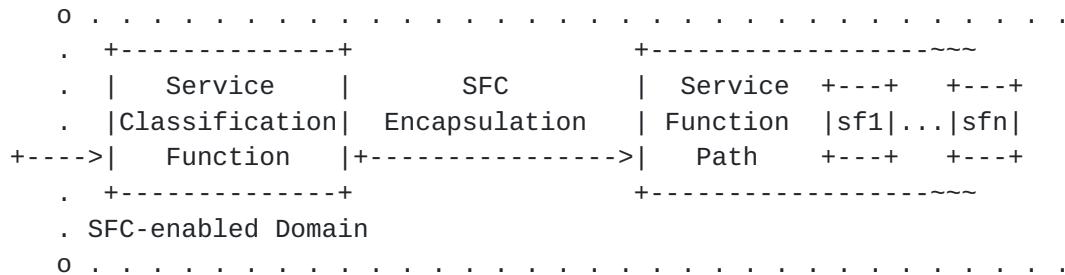 o . . . . . . . . . . . . . . . . . . . . . . . . . . . . . . . . .
. +--------------+ +------------------~~~
. | Service | SFC | Service +---+ +---+
. |Classification| Encapsulation | Function |sf1|...|sfn|
+---->| Function |+---------------->| Path +---+ +---+
. +--------------+ +------------------~~~
. SFC-enabled Domain
o . . . . . . . . . . . . . . . . . . . . . . . . . . . . . . . . .